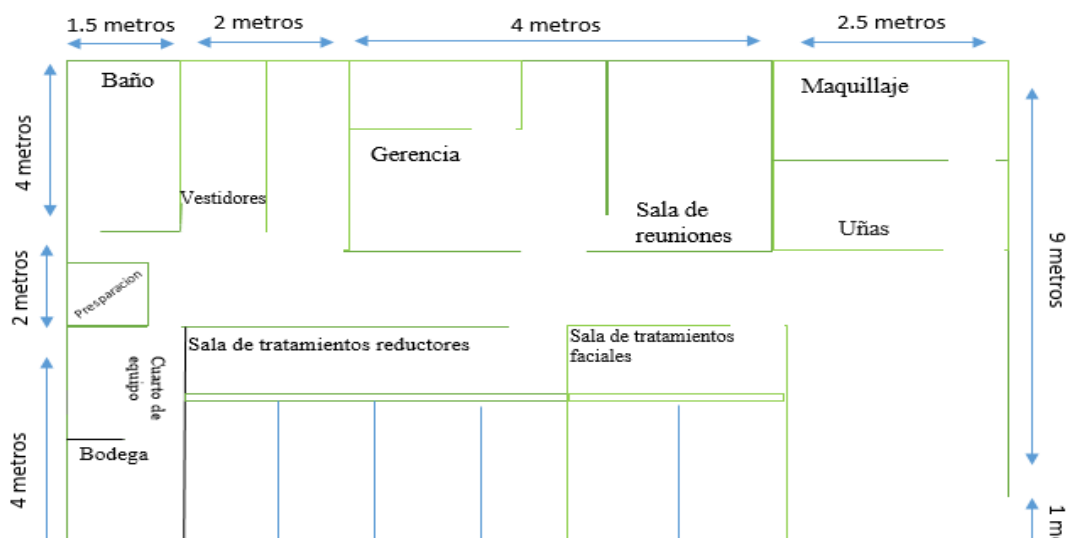 1.5 metros
2 metros
4 metros
2.5 metros
Baño
Maquillaje
4 metros
Gerencia
Vestidores
Sala de
reuniones
Uñas
9 metros
2 metros
Presparacion
Sala de tratamientos reductores
Sala de tratamientos
faciales
Cuarto de
equipo
Bodega
4 metros